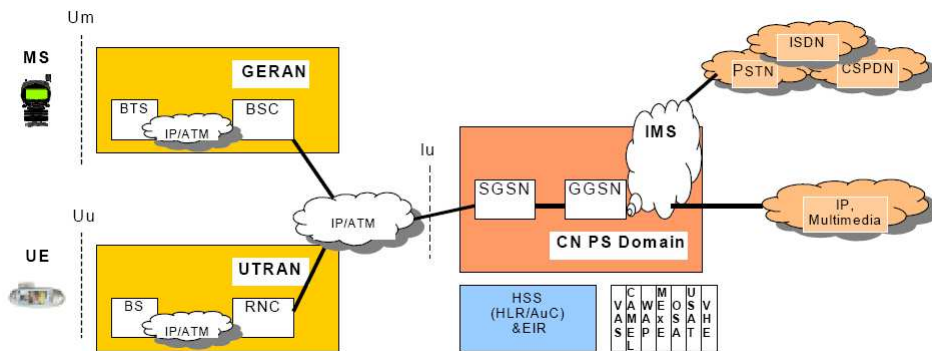 Um
MS
GERAN
BTS
BSC
IP/ATM
ISDN
PSTN
CSPDN
IMS
Iu
SGSN
GGSN
IP/ATM
CN PS Domain
IP,
Multimedia
Uu
UE
UTRAN
BS
RNC
IP/ATM
HSS
(HLR/AuC)
&EIR
VAS
CAMEL
WAP
MExE
OSA
USAT
VHE